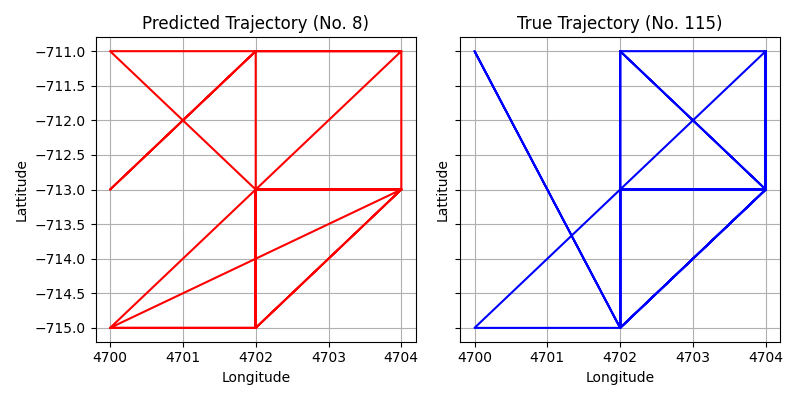 Predicted Trajectory (No. 8)
True Trajectory (No. 115)
Lattitude
−711.0
−711.5
−712.0
−712.5
−713.0
−713.5
−714.0
−714.5
−715.0
4700 4701 4702 4703 4704
Longitude
Lattitude
4700 4701 4702 4703 4704
Longitude